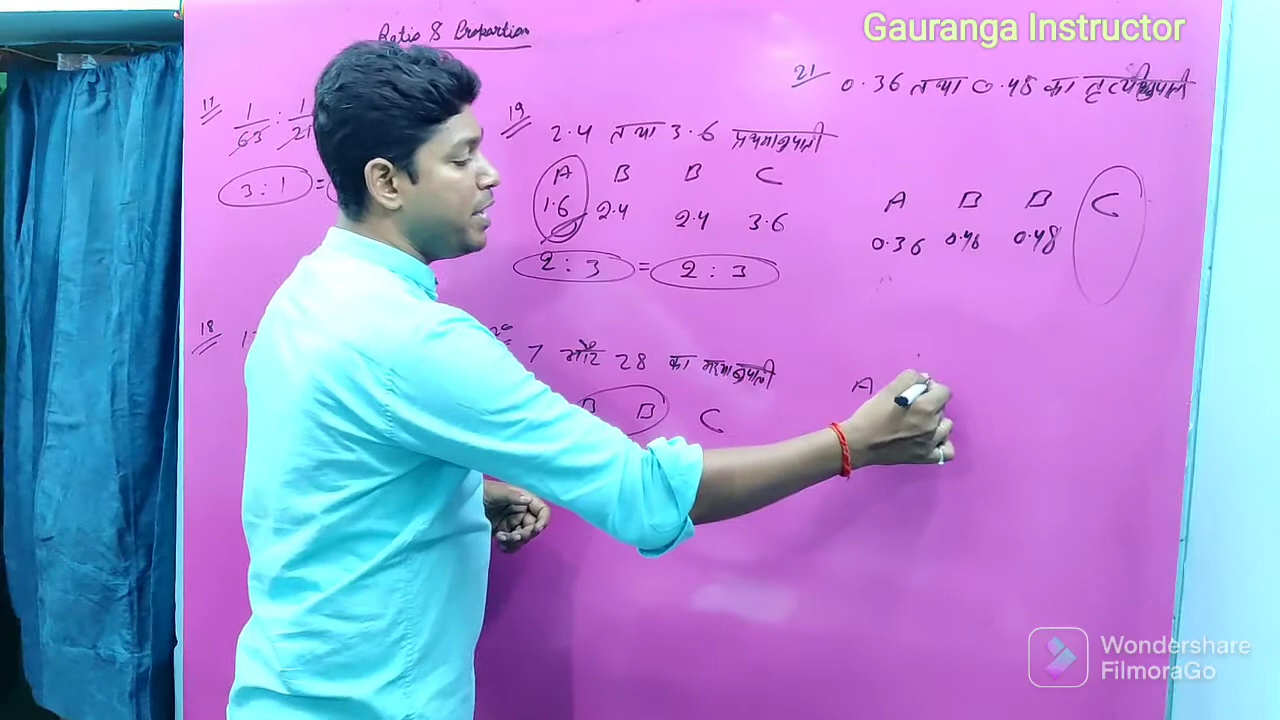 Gauranga Instructor
Ratio & Proportion
17
1/63 : 1/21
3 : 1 =
18
19
2.4 तथा 3.6 प्रथमानुपाती
A B B C
1.6 2.4 2.4 3.6
2 : 3 = 2 : 3
20
7 और 28 का मध्यानुपाती
B B C
21
0.36 तथा 0.48 का तृत्यीनुपाती
A B B C
0.36 0.48 0.48
A
Wondershare
FilmoraGo